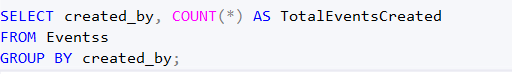 SELECT created_by, COUNT(*) AS TotalEventsCreated
FROM Eventss
GROUP BY created_by;